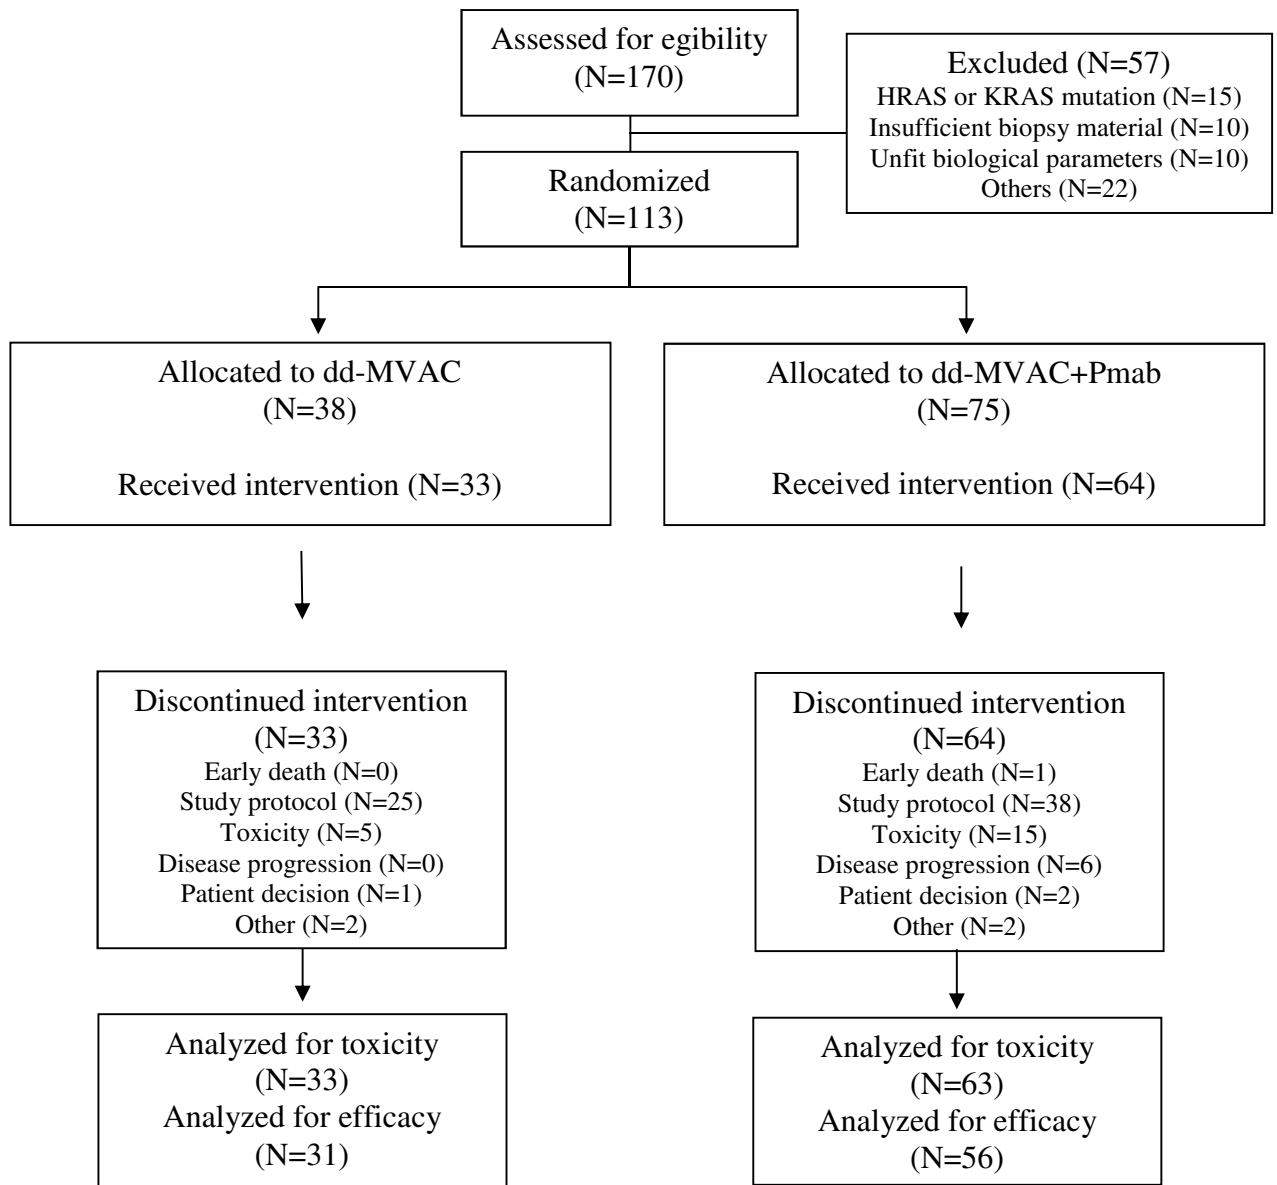 Assessed for egibility
(N=170)
Excluded (N=57)
HRAS or KRAS mutation (N=15)
Insufficient biopsy material (N=10)
Unfit biological parameters (N=10)
Others (N=22)
Randomized
(N=113)
Allocated to dd-MVAC
(N=38)
Received intervention (N=33)
Allocated to dd-MVAC+Pmab
(N=75)
Received intervention (N=64)
Discontinued intervention
(N=33)
Early death (N=0)
Study protocol (N=25)
Toxicity (N=5)
Disease progression (N=0)
Patient decision (N=1)
Other (N=2)
Discontinued intervention
(N=64)
Early death (N=1)
Study protocol (N=38)
Toxicity (N=15)
Disease progression (N=6)
Patient decision (N=2)
Other (N=2)
Analyzed for toxicity
(N=33)
Analyzed for efficacy
(N=31)
Analyzed for toxicity
(N=63)
Analyzed for efficacy
(N=56)